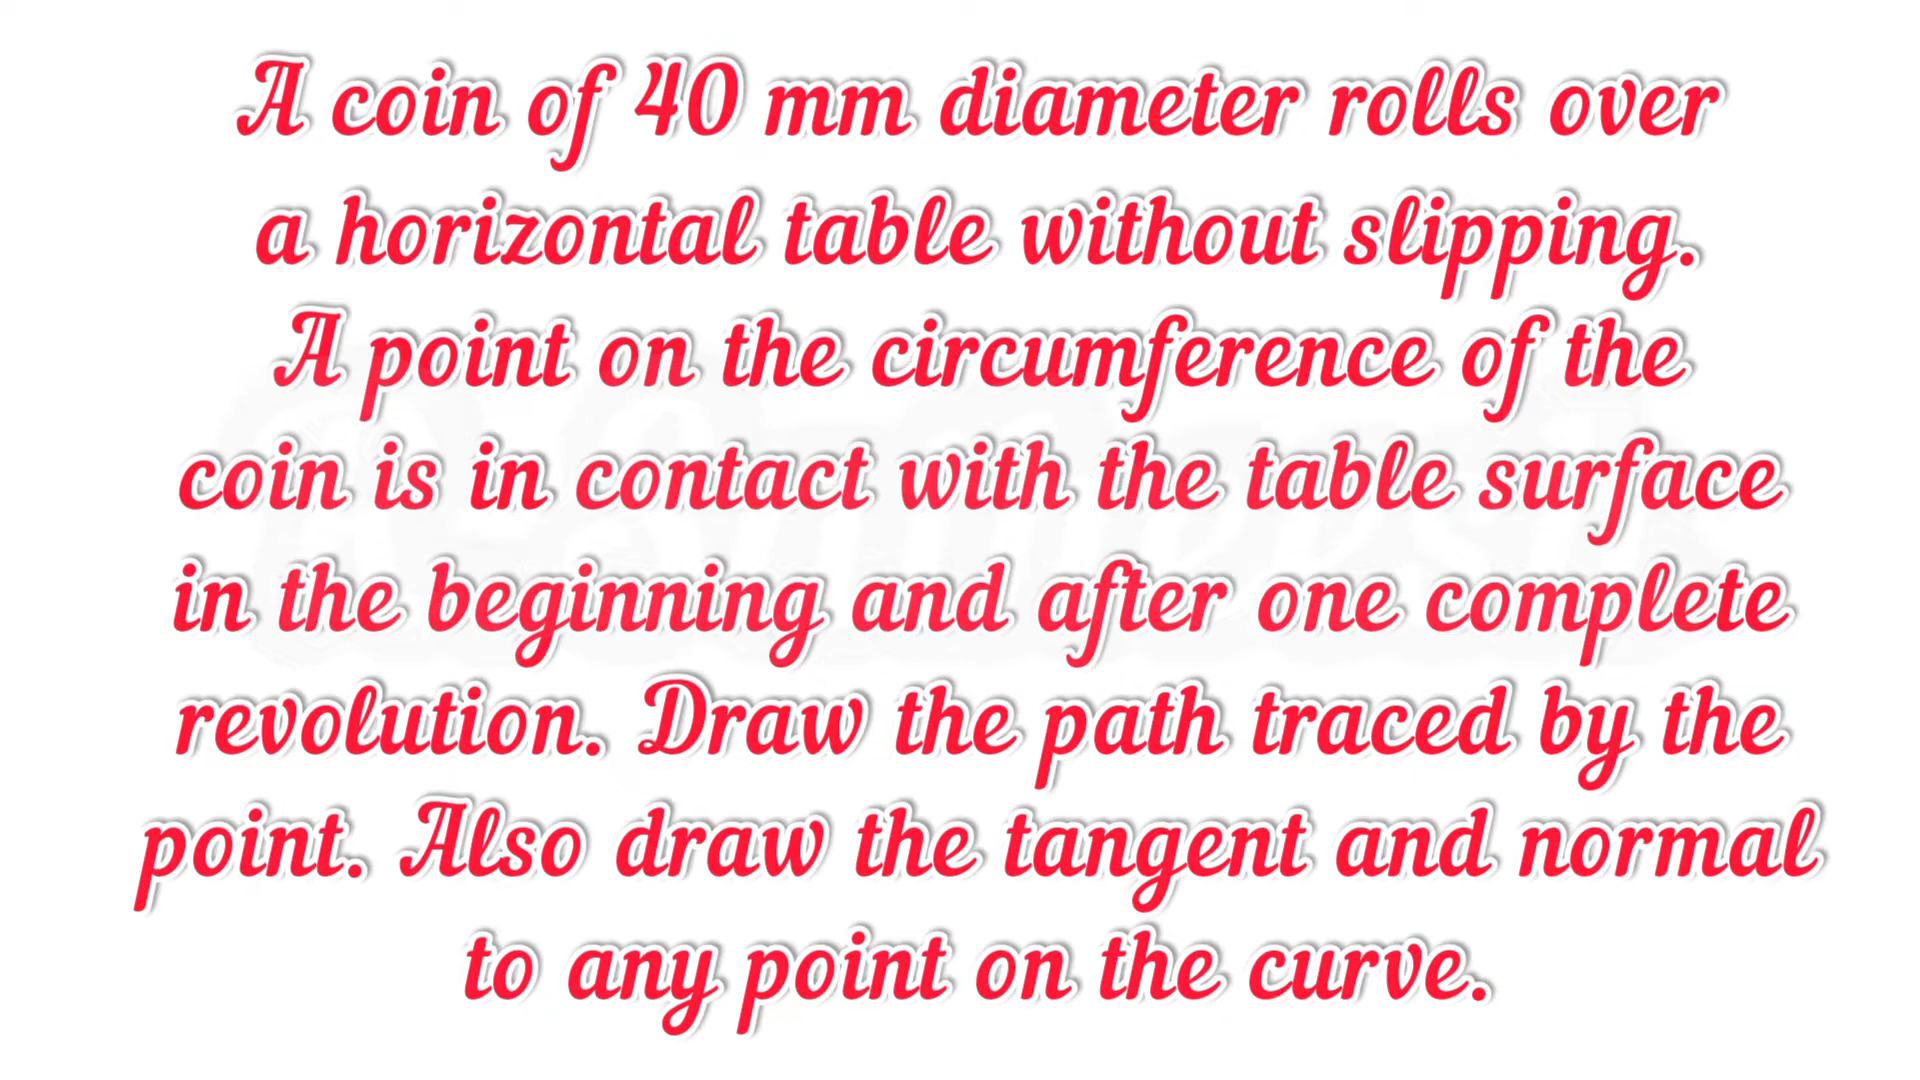 A coin of 40 mm diameter rolls over
a horizontal table without slipping.
A point on the circumference of the
coin is in contact with the table surface
in the beginning and after one complete
revolution. Draw the path traced by the
point. Also draw the tangent and normal
to any point on the curve.